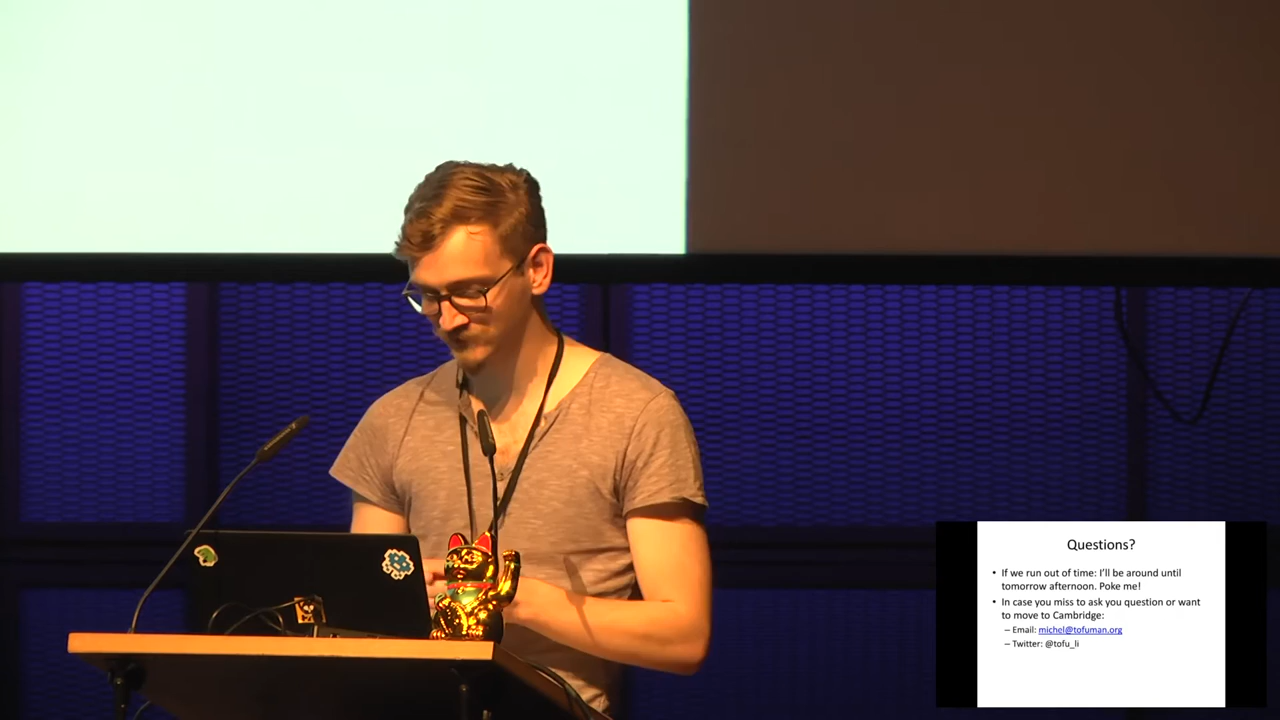 Questions?
• If we run out of time: I'll be around until
tomorrow afternoon. Poke me!
• In case you miss to ask you question or want
to move to Cambridge:
– Email: michel@tofuman.org
– Twitter: @tofu_li